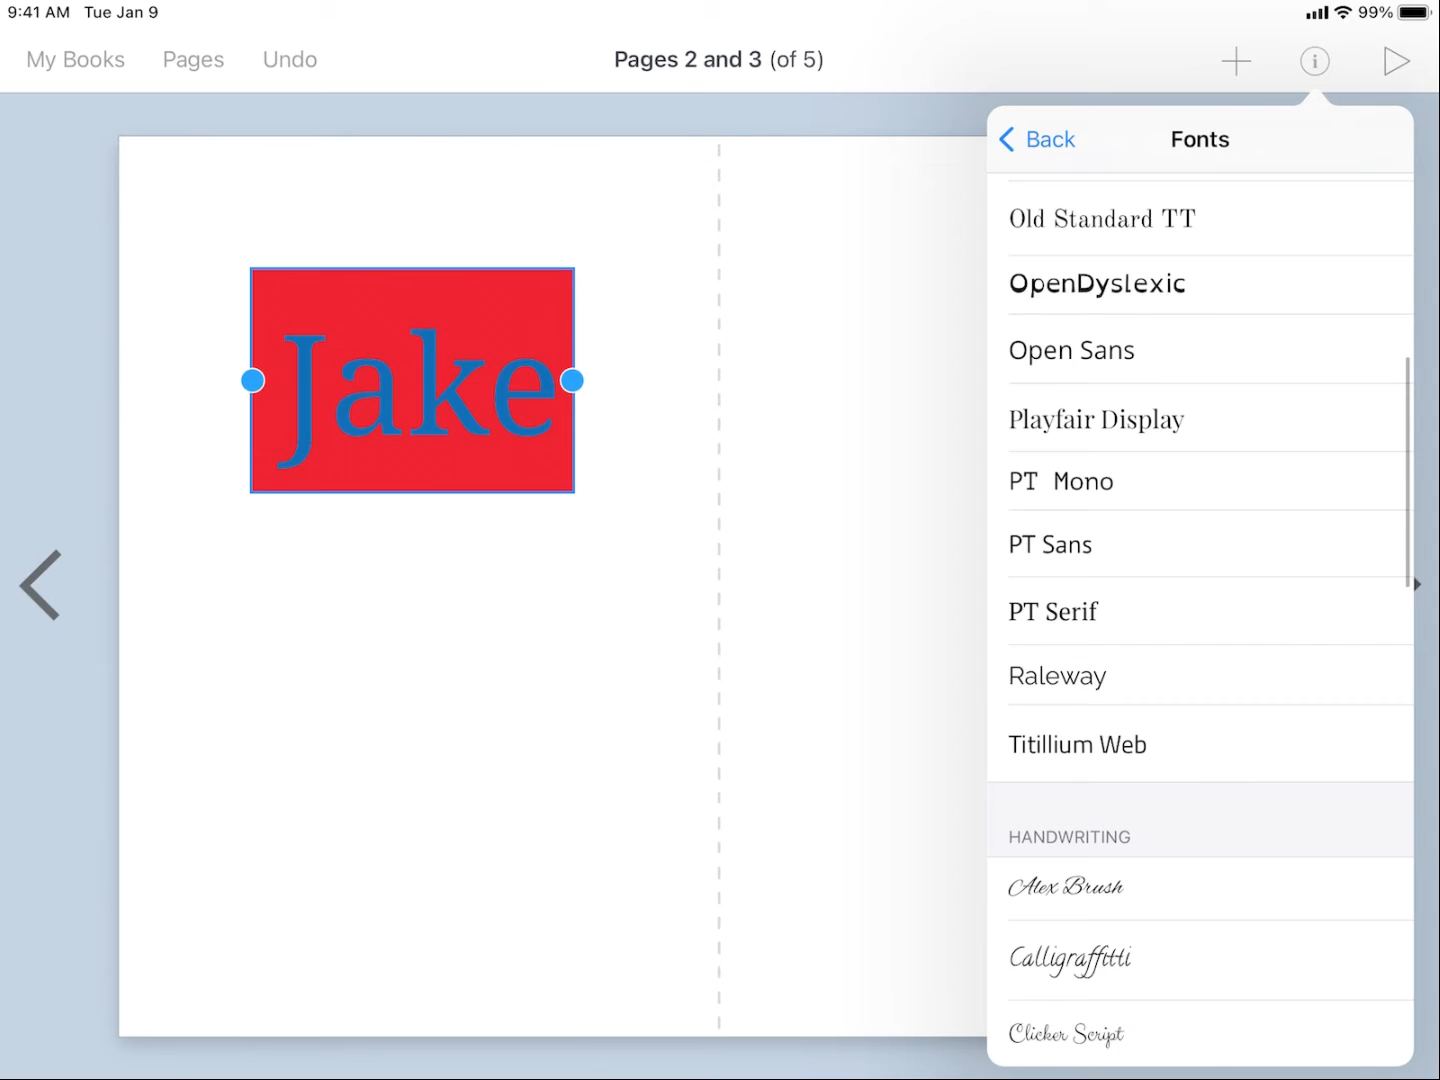 9:41 AM Tue Jan 9 99%
My Books Pages Undo Pages 2 and 3 (of 5)
Back Fonts
Old Standard TT
OpenDyslexic
Open Sans
Playfair Display
PT Mono
PT Sans
PT Serif
Raleway
Titillium Web
HANDWRITING
Alex Brush
Calligraffitti
Clicker Script
Jake